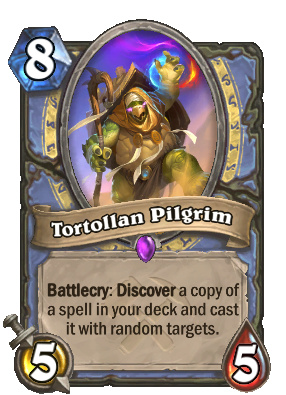 8
Tortollan Pilgrim
Battlecry: Discover a copy of
a spell in your deck and cast
it with random targets.
5
5